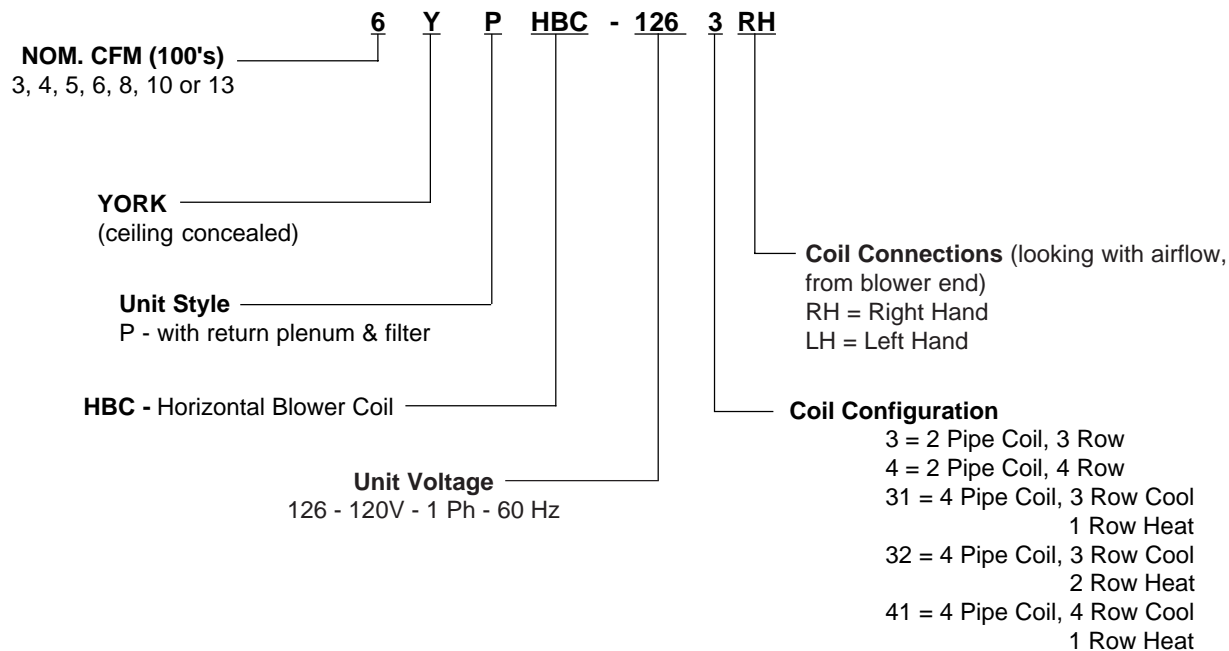 6 Y P HBC - 126 3 RH
NOM. CFM (100's)
3, 4, 5, 6, 8, 10 or 13
YORK
(ceiling concealed)
Unit Style
P - with return plenum & filter
HBC - Horizontal Blower Coil
Unit Voltage
126 - 120V - 1 Ph - 60 Hz
Coil Connections (looking with airflow,
from blower end)
RH = Right Hand
LH = Left Hand
Coil Configuration
3 = 2 Pipe Coil, 3 Row
4 = 2 Pipe Coil, 4 Row
31 = 4 Pipe Coil, 3 Row Cool
1 Row Heat
32 = 4 Pipe Coil, 3 Row Cool
2 Row Heat
41 = 4 Pipe Coil, 4 Row Cool
1 Row Heat